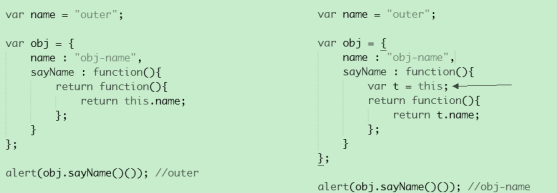 var name = "outer";
var obj = {
name : "obj-name",
sayName : function(){
return function(){
return this.name;
};
}
};
alert(obj.sayName()()); //outer
var name = "outer";
var obj = {
name : "obj-name",
sayName : function(){
var t = this;
return function(){
return t.name;
};
}
};
alert(obj.sayName()()); //obj-name